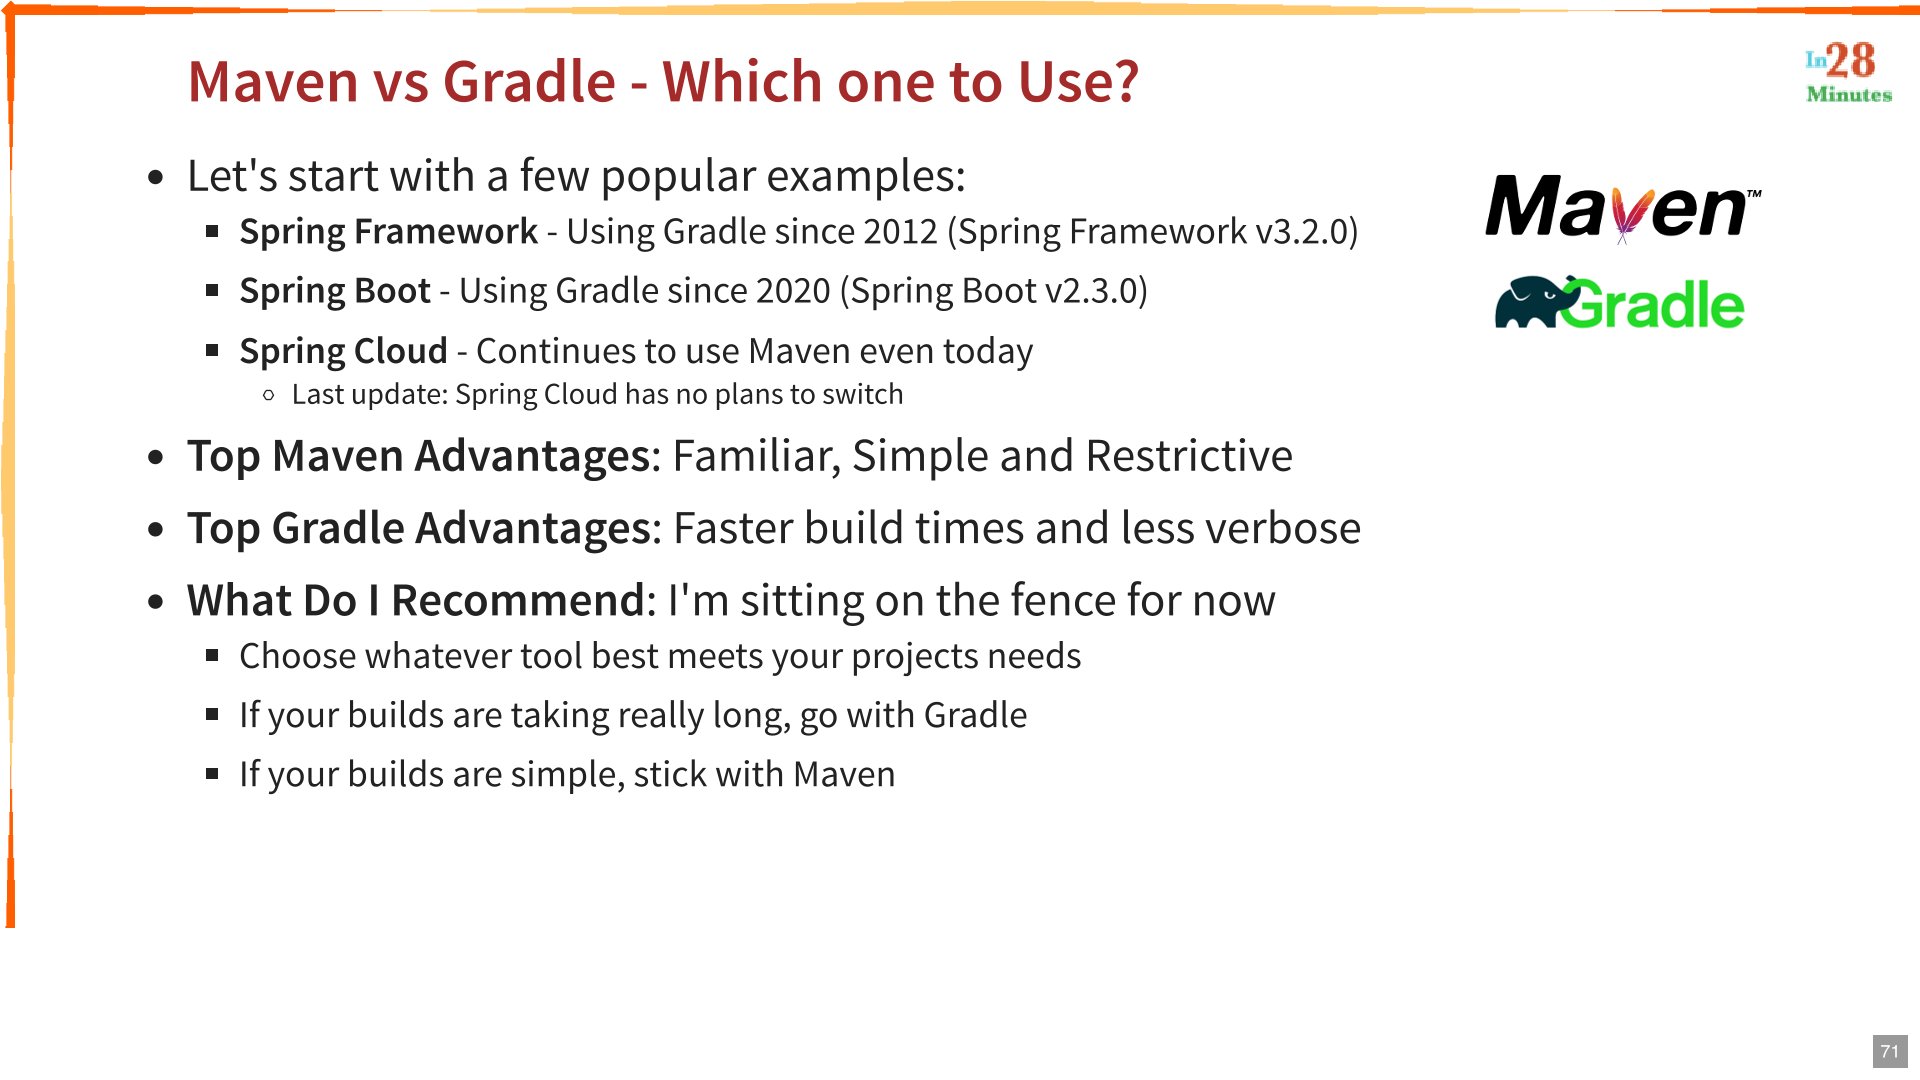 Maven vs Gradle - Which one to Use?
In28
Minutes
• Let's start with a few popular examples:
▪ Spring Framework - Using Gradle since 2012 (Spring Framework v3.2.0)
▪ Spring Boot - Using Gradle since 2020 (Spring Boot v2.3.0)
▪ Spring Cloud - Continues to use Maven even today
○ Last update: Spring Cloud has no plans to switch
• Top Maven Advantages: Familiar, Simple and Restrictive
• Top Gradle Advantages: Faster build times and less verbose
• What Do I Recommend: I'm sitting on the fence for now
▪ Choose whatever tool best meets your projects needs
▪ If your builds are taking really long, go with Gradle
▪ If your builds are simple, stick with Maven
Maven™
Gradle
71